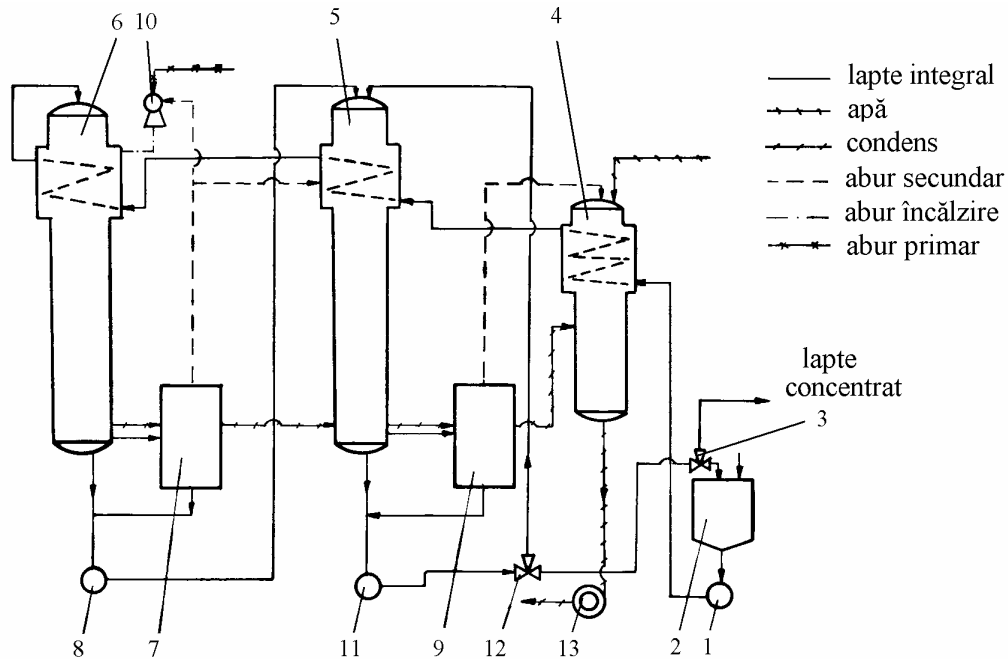 6
10
5
4
lapte integral
apă
condens
abur secundar
abur încălzire
abur primar
lapte
concentrat
3
8
7
11
9
12
13
2
1